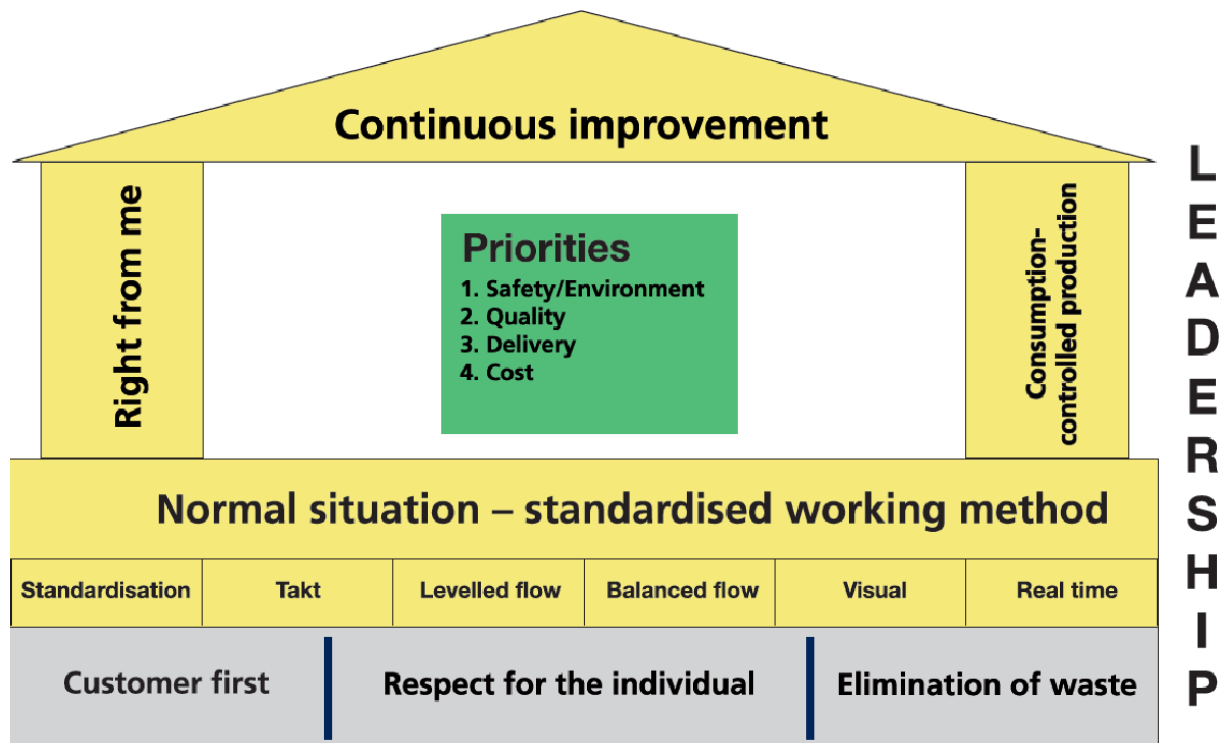 Continuous improvement
Right from me
Priorities
1. Safety/Environment
2. Quality
3. Delivery
4. Cost
Consumption-
controlled production
Normal situation – standardised working method
Standardisation
Takt
Levelled flow
Balanced flow
Visual
Real time
Customer first
Respect for the individual
Elimination of waste
LEADERSHIP